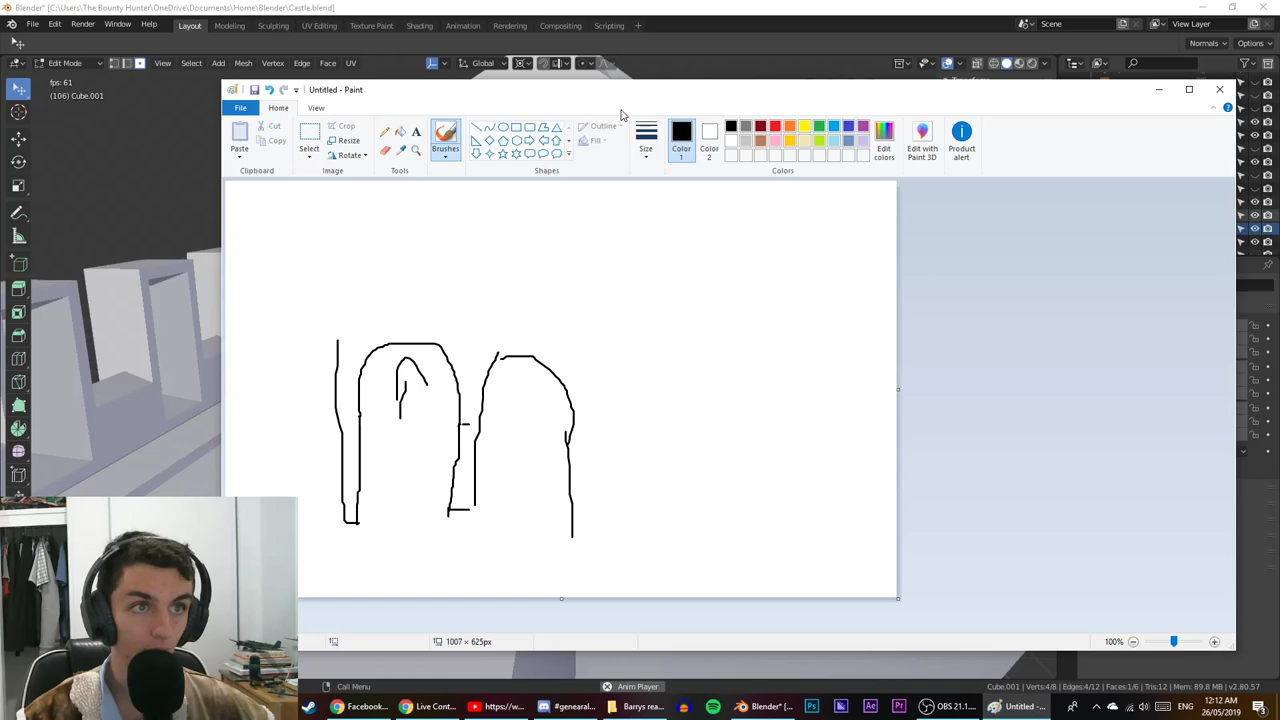 Blender* [C:\Users\The Bounty Hunter\OneDrive\Documents\Home\Blender\Castle.blend]
File Edit Render Window Help Layout Modeling Sculpting UV Editing Texture Paint Shading Animation Rendering Compositing Scripting + Scene View Layer
Normals Options
Edit Mode View Select Add Mesh Vertex Edge Face UV Global
fps: 61
(106) Cube.001
Untitled - Paint
File Home View
Paste
Cut
Copy
Clipboard
Select
Crop
Resize
Rotate
Image
A
Tools
Brushes
Outline
Fill
Shapes
Size
Color 1
Color 2
Edit colors
Colors
Edit with Paint 3D
Product alert
1007 × 625px
100%
Call Menu
Anim Player
Cube.001 | Verts:4/8 | Edges:4/12 | Faces:1/6 | Tris:12 | Mem: 89.8 MB | v2.80.57
Facebook... Live Cont... https://w... #general... Barrys rea... Blender* [... Ps Ae Pr OBS 21.1.... Untitled -...
12:12 AM
26/05/2019